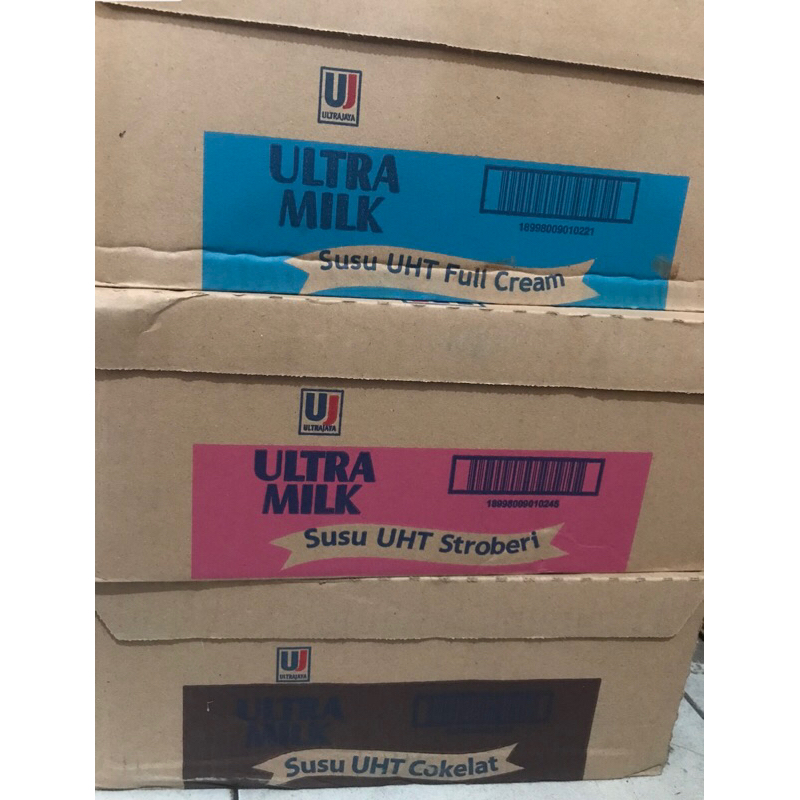 UJ
ULTRAJAYA
ULTRA
MILK
18998009010221
Susu UHT Full Cream
UJ
ULTRAJAYA
ULTRA
MILK
18998009010245
Susu UHT Stroberi
UJ
ULTRAJAYA
ULTRA
MILK
Susu UHT Cokelat